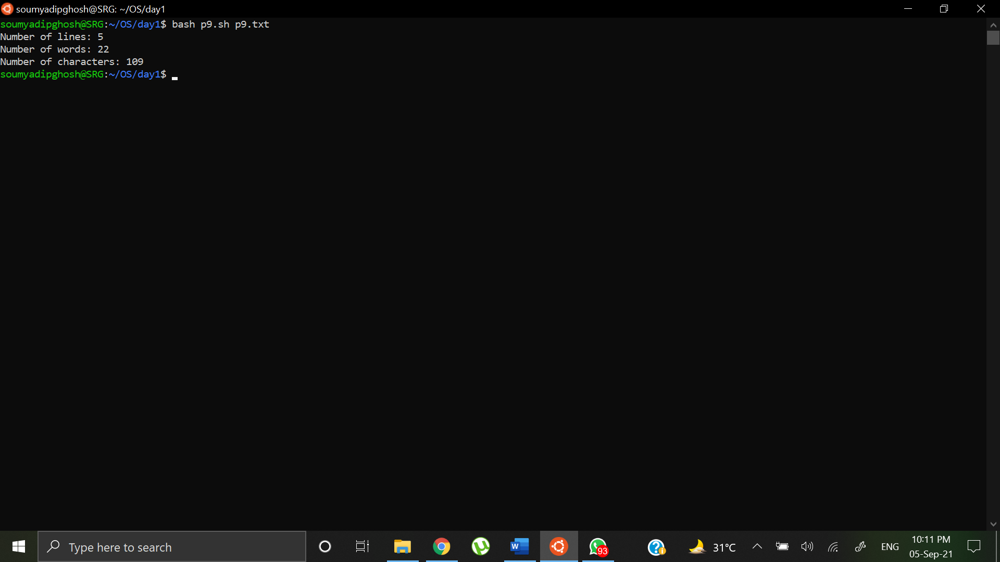 soumyadipghosh@SRG: ~/OS/day1
soumyadipghosh@SRG:~/OS/day1$ bash p9.sh p9.txt
Number of lines: 5
Number of words: 22
Number of characters: 109
soumyadipghosh@SRG:~/OS/day1$
Type here to search
W
93
31°C
ENG
10:11 PM
05-Sep-21